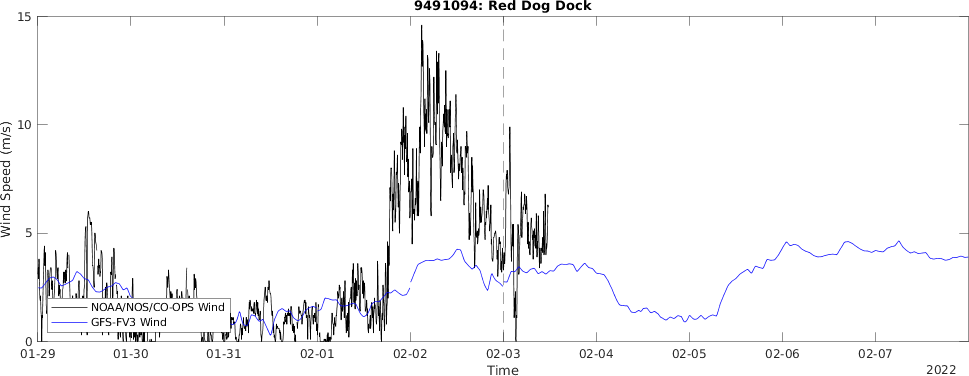 9491094: Red Dog Dock
15
10
5
0
Wind Speed (m/s)
NOAA/NOS/CO-OPS Wind
GFS-FV3 Wind
01-29 01-30 01-31 02-01 02-02 02-03 02-04 02-05 02-06 02-07
Time
2022